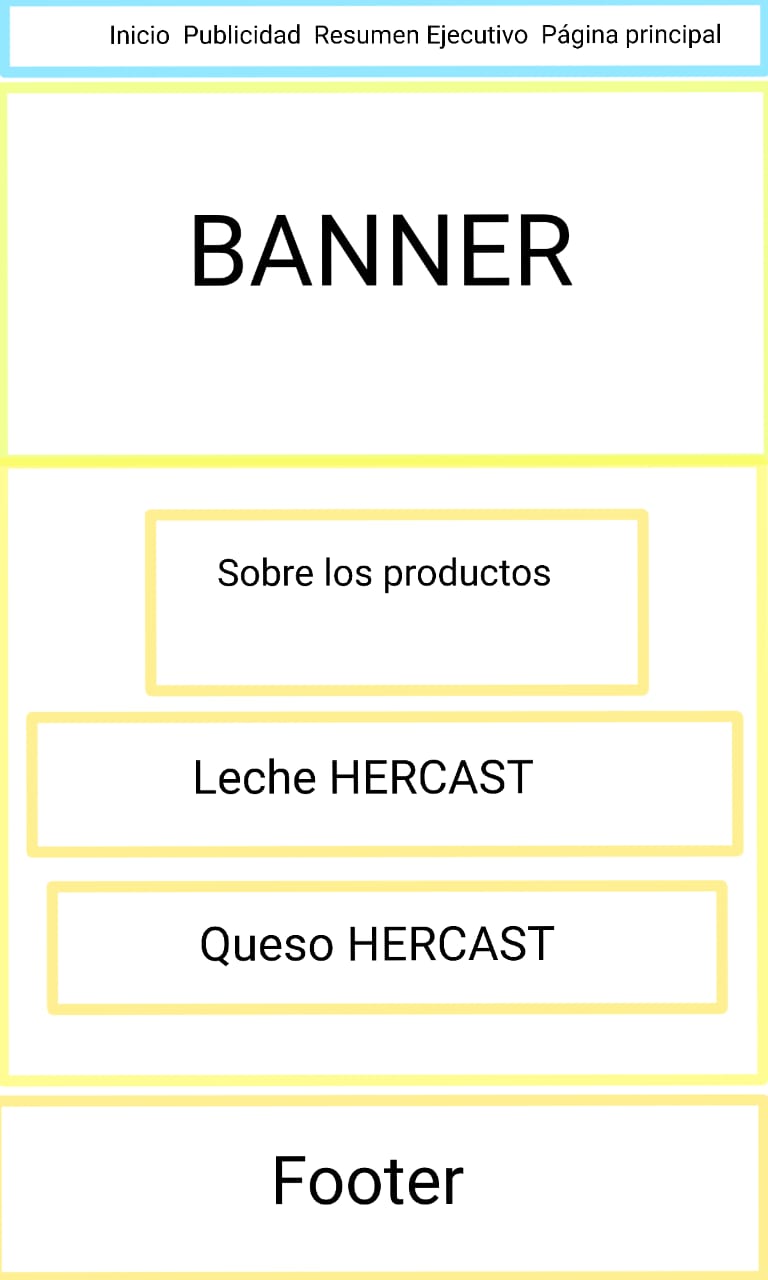 Inicio Publicidad Resumen Ejecutivo Página principal
BANNER
Sobre los productos
Leche HERCAST
Queso HERCAST
Footer